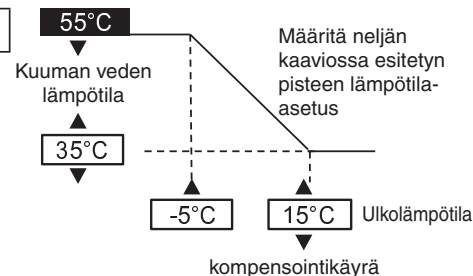 55°C
Kuuman veden
lämpötila
35°C
Määritä neljän
kaaviossa esitetyn
pisteen lämpötila-
asetus
-5°C
15°C
Ulkolämpötila
kompensointikäyrä